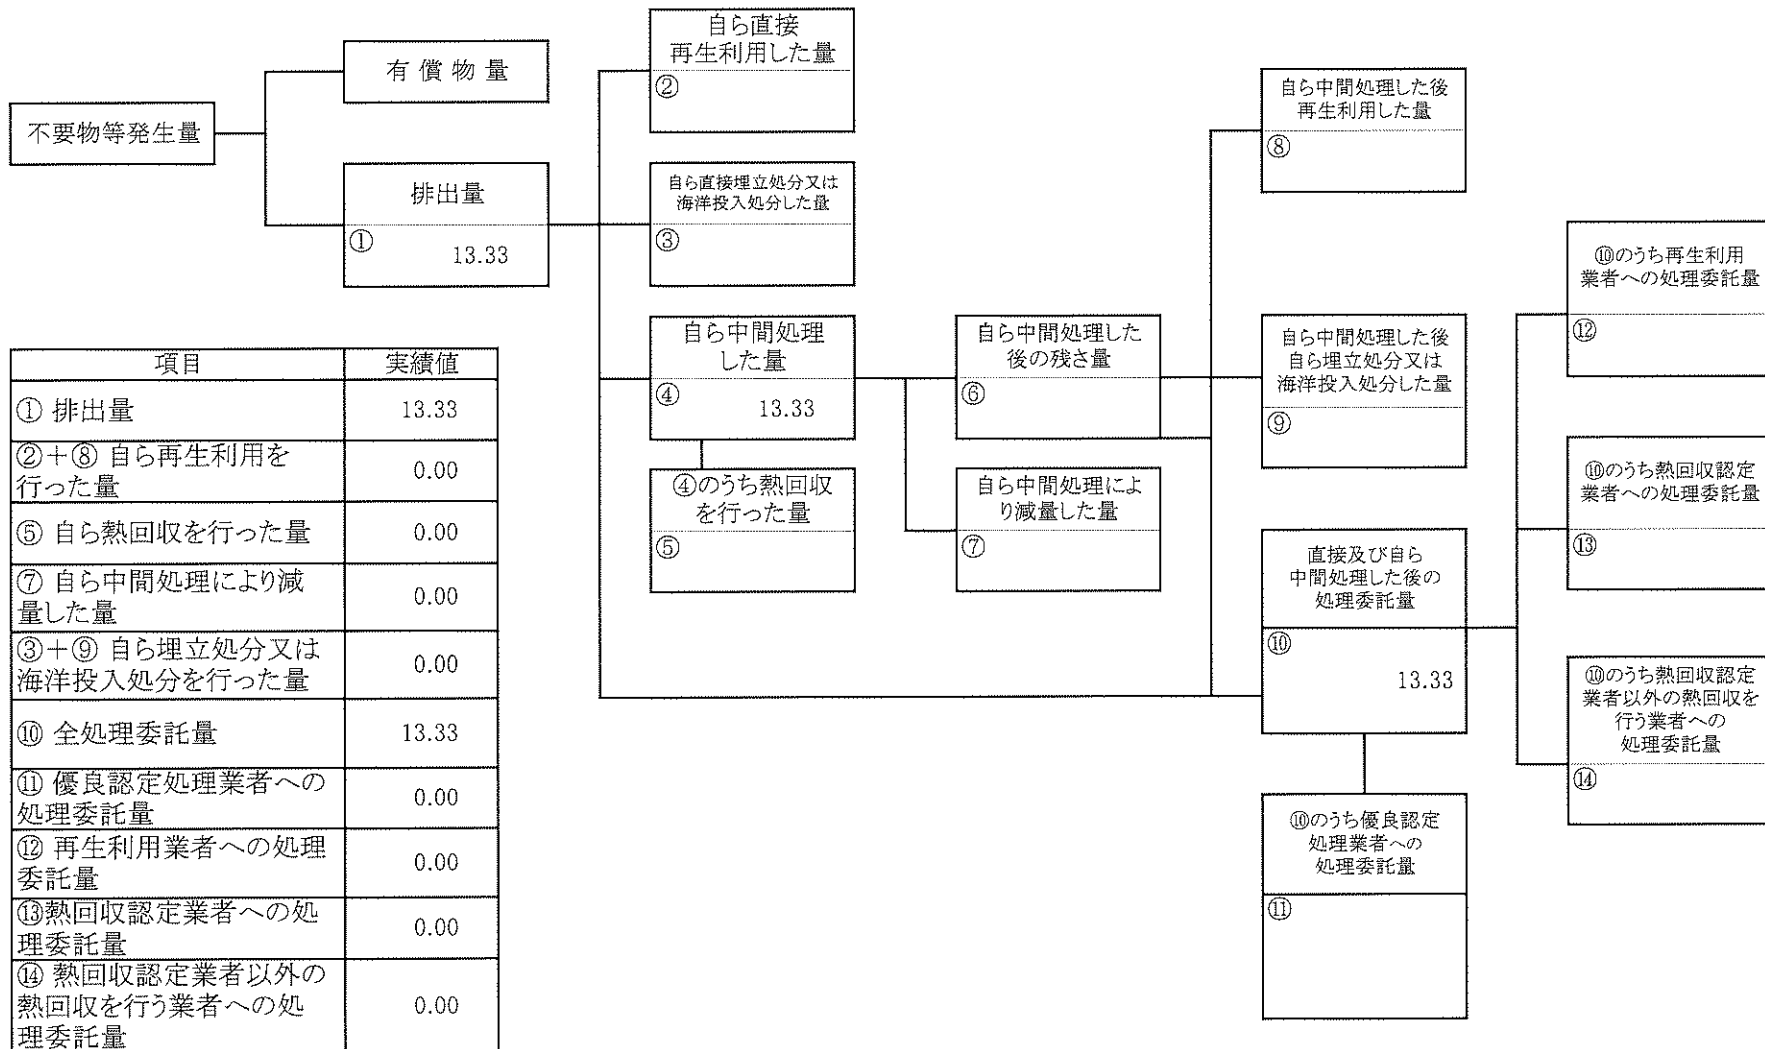 不要物等発生量
有償物量
排出量
①
13.33
自ら直接
再生利用した量
②
自ら直接埋立処分又は
海洋投入処分した量
③
自ら中間処理
した量
④
13.33
④のうち熱回収
を行った量
⑤
自ら中間処理した
後の残さ量
⑥
自ら中間処理によ
り減量した量
⑦
自ら中間処理した後
再生利用した量
⑧
自ら中間処理した後
自ら埋立処分又は
海洋投入処分した量
⑨
直接及び自ら
中間処理した後の
処理委託量
⑩
13.33
⑩のうち優良認定
処理業者への
処理委託量
⑪
⑩のうち再生利用
業者への処理委託量
⑫
⑩のうち熱回収認定
業者への処理委託量
⑬
⑩のうち熱回収認定
業者以外の熱回収を
行う業者への
処理委託量
⑭
項目 実績値
① 排出量 13.33
②+⑧ 自ら再生利用を
行った量 0.00
⑤ 自ら熱回収を行った量 0.00
⑦ 自ら中間処理により減
量した量 0.00
③+⑨ 自ら埋立処分又は
海洋投入処分を行った量 0.00
⑩ 全処理委託量 13.33
⑪ 優良認定処理業者への
処理委託量 0.00
⑫ 再生利用業者への処理
委託量 0.00
⑬熱回収認定業者への処
理委託量 0.00
⑭ 熱回収認定業者以外の
熱回収を行う業者への処
理委託量 0.00